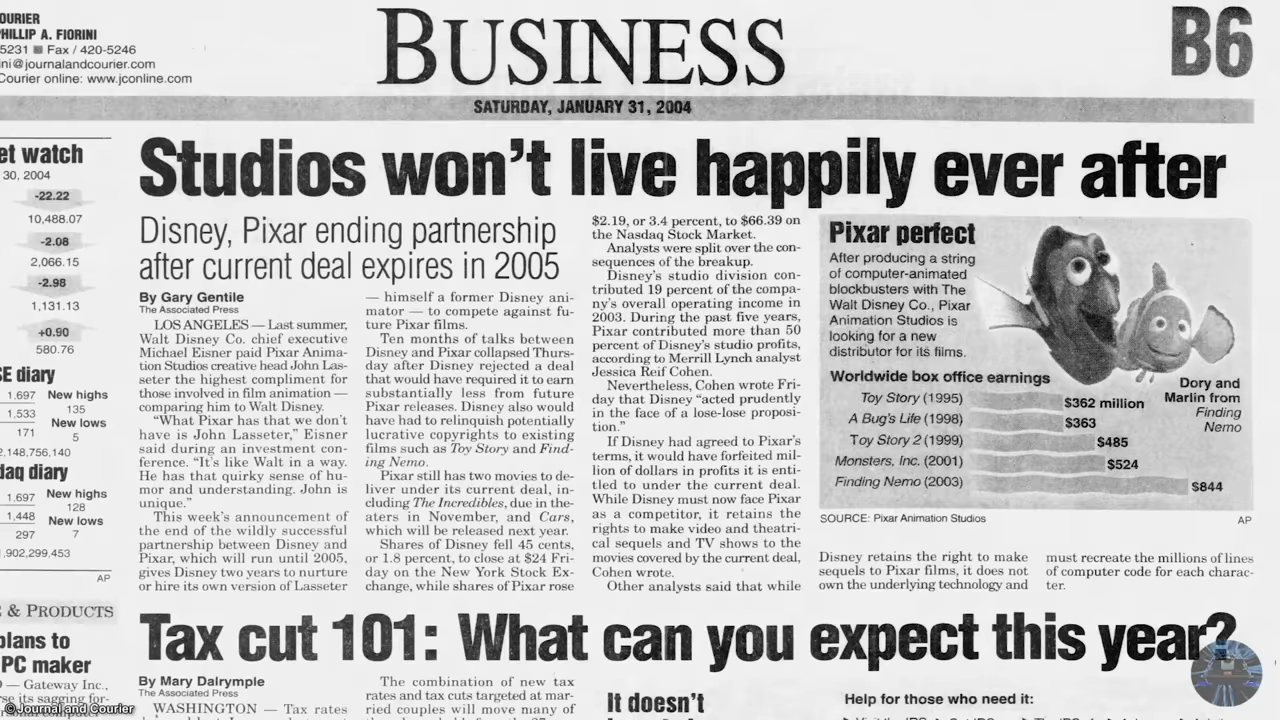 OURIER
PHILLIP A. FIORINI
5231 ■ Fax / 420-5246
ini@journalandcourier.com
Courier online: www.jconline.com
BUSINESS
B6
SATURDAY, JANUARY 31, 2004
et watch
30, 2004
-22.22
10,488.07
-2.08
2,066.15
-2.98
1,131.13
+0.90
580.76
SE diary
1,697 New highs
135
1,533
New lows
171 5
2,148,756,140
daq diary
1,697 New highs
128
1,448
New lows
297 7
1,902,299,453
AP
& PRODUCTS
plans to
PC maker
— Gateway Inc.,
se its sagging for-
Studios won't live happily ever after
Disney, Pixar ending partnership
after current deal expires in 2005
By Gary Gentile
The Associated Press
LOS ANGELES — Last summer,
Walt Disney Co. chief executive
Michael Eisner paid Pixar Anima-
tion Studios creative head John Las-
seter the highest compliment for
those involved in film animation —
comparing him to Walt Disney.
"What Pixar has that we don't
have is John Lasseter," Eisner
said during an investment con-
ference. "It's like Walt in a way.
He has that quirky sense of hu-
mor and understanding. John is
unique."
This week's announcement of
the end of the wildly successful
partnership between Disney and
Pixar, which will run until 2005,
gives Disney two years to nurture
or hire its own version of Lasseter
— himself a former Disney ani-
mator — to compete against fu-
ture Pixar films.
Ten months of talks between
Disney and Pixar collapsed Thurs-
day after Disney rejected a deal
that would have required it to earn
substantially less from future
Pixar releases. Disney also would
have had to relinquish potentially
lucrative copyrights to existing
films such as Toy Story and Find-
ing Nemo.
Pixar still has two movies to de-
liver under its current deal, in-
cluding The Incredibles, due in the-
aters in November, and Cars,
which will be released next year.
Shares of Disney fell 45 cents,
or 1.8 percent, to close at $24 Fri-
day on the New York Stock Ex-
change, while shares of Pixar rose
$2.19, or 3.4 percent, to $66.39 on
the Nasdaq Stock Market.
Analysts were split over the con-
sequences of the breakup.
Disney's studio division con-
tributed 19 percent of the compa-
ny's overall operating income in
2003. During the past five years,
Pixar contributed more than 50
percent of Disney's studio profits,
according to Merrill Lynch analyst
Jessica Reif Cohen.
Nevertheless, Cohen wrote Fri-
day that Disney "acted prudently
in the face of a lose-lose proposi-
tion."
If Disney had agreed to Pixar's
terms, it would have forfeited mil-
lion of dollars in profits it is enti-
tled to under the current deal.
While Disney must now face Pixar
as a competitor, it retains the
rights to make video and theatri-
cal sequels and TV shows to the
movies covered by the current deal,
Cohen wrote.
Other analysts said that while
Pixar perfect
After producing a string
of computer-animated
blockbusters with The
Walt Disney Co., Pixar
Animation Studios is
looking for a new
distributor for its films.
Worldwide box office earnings
Toy Story (1995) $362 million
A Bug's Life (1998) $363
Toy Story 2 (1999) $485
Monsters, Inc. (2001) $524
Finding Nemo (2003) $844
Dory and
Marlin from
Finding
Nemo
SOURCE: Pixar Animation Studios
AP
Disney retains the right to make
sequels to Pixar films, it does not
own the underlying technology and
must recreate the millions of lines
of computer code for each charac-
ter.
Tax cut 101: What can you expect this year?
By Mary Dalrymple
The Associated Press
WASHINGTON — Tax rates
The combination of new tax
rates and tax cuts targeted at mar-
ried couples will move many of
It doesn't
Help for those who need it:
© Journal and Courier